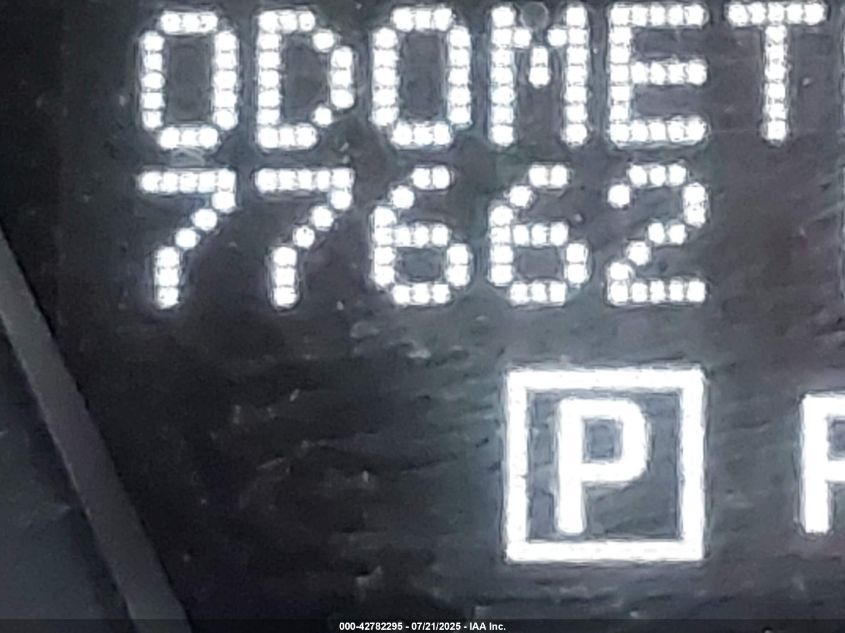 ODOMET
77662
P R
000-42782295 - 07/21/2025 - IAA Inc.